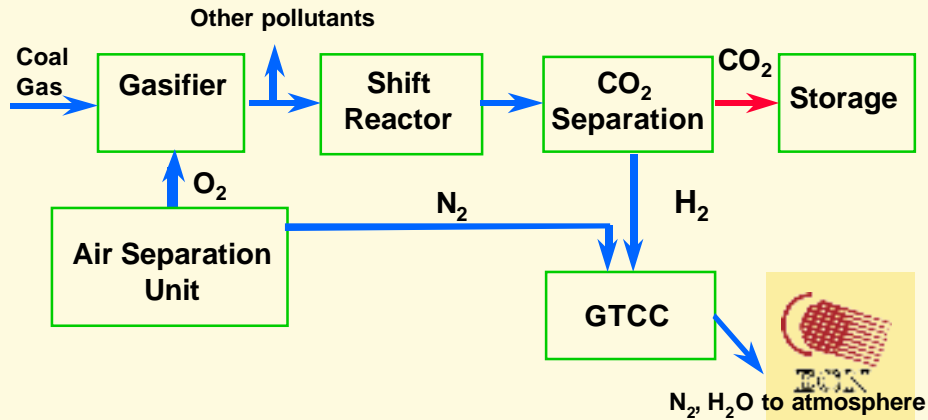 Other pollutants
Coal
Gas
Gasifier
Shift
Reactor
CO₂
Separation
CO₂
Storage
O₂
N₂
H₂
Air Separation
Unit
GTCC
N₂, H₂O to atmosphere